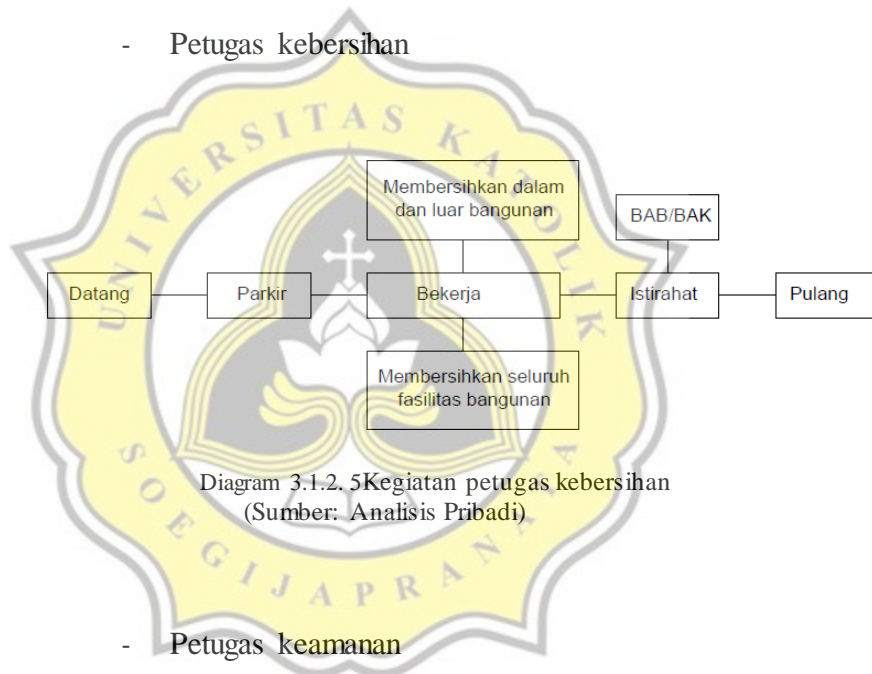 - Petugas kebersihan
UNIVERSITAS KATOLIK
Membersihkan dalam
dan luar bangunan
BAB/BAK
Datang
Parkir
Bekerja
Istirahat
Pulang
Membersihkan seluruh
fasilitas bangunan
SOEGIJAPRANATA
Diagram 3.1.2. 5Kegiatan petugas kebersihan
(Sumber: Analisis Pribadi)
- Petugas keamanan